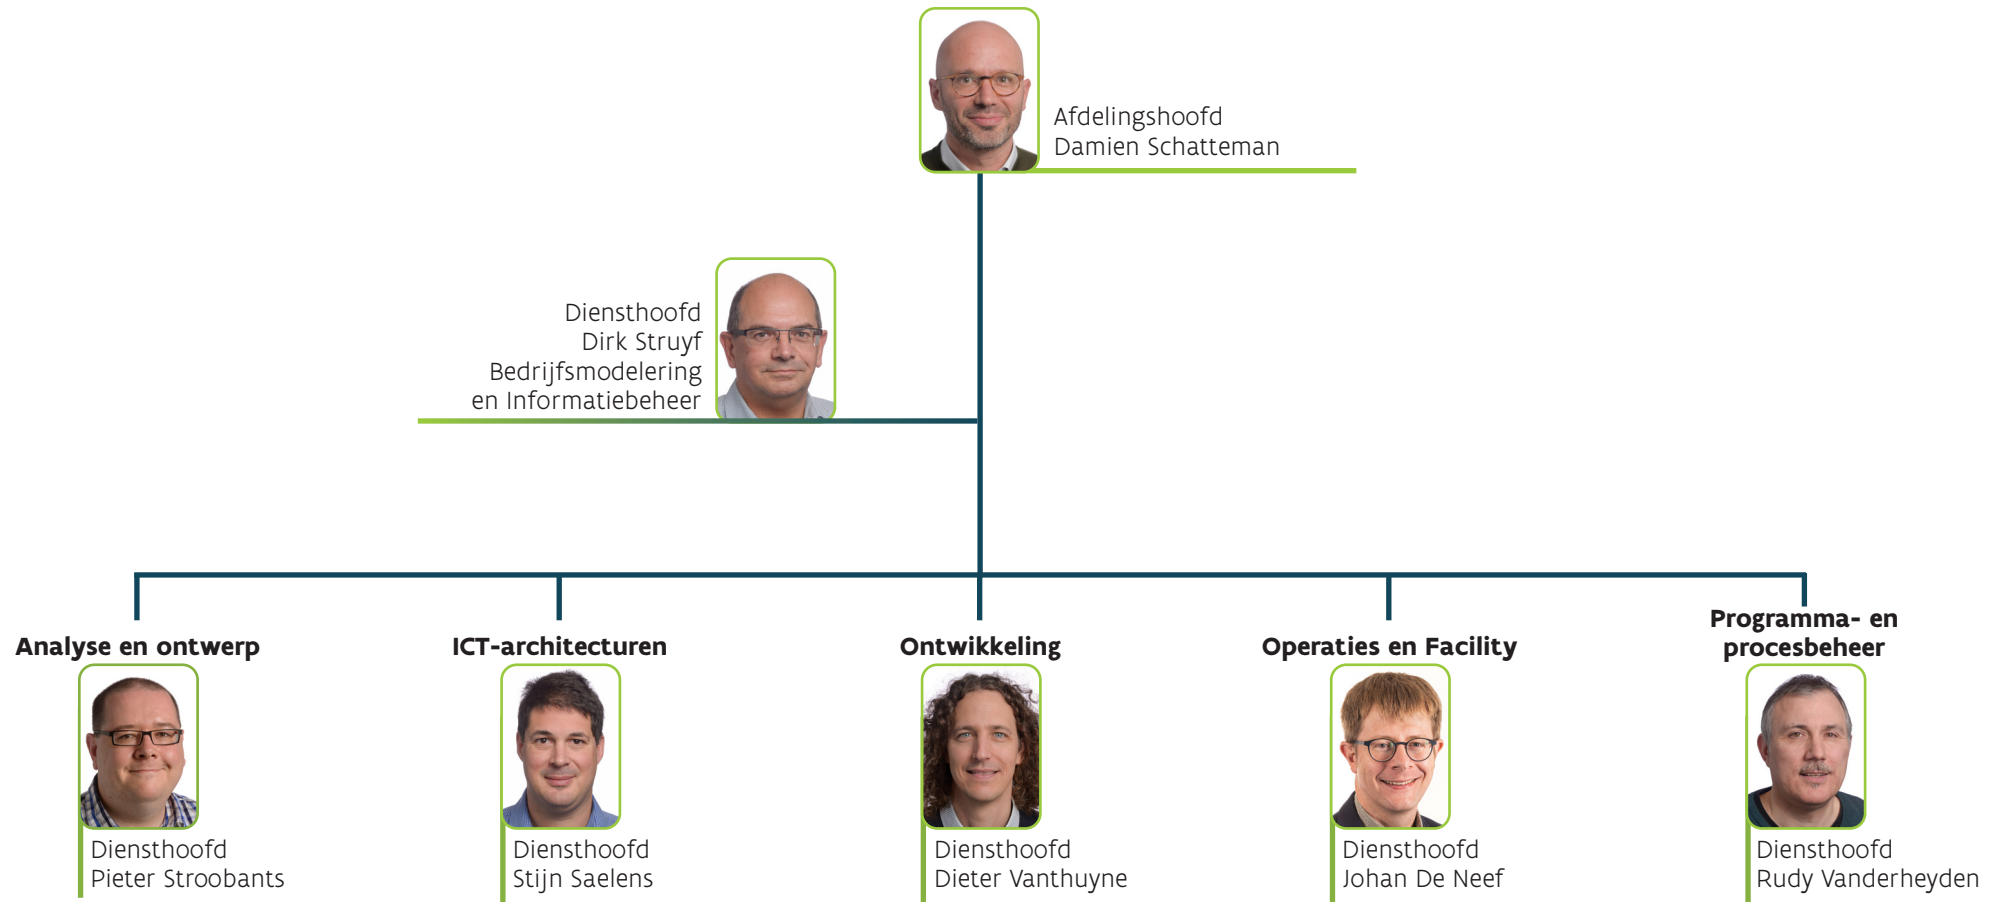 Afdelingshoofd
Damien Schatteman
Diensthoofd
Dirk Struyf
Bedrijfsmodelering
en Informatiebeheer
Analyse en ontwerp
Diensthoofd
Pieter Stroobants
ICT-architecturen
Diensthoofd
Stijn Saelens
Ontwikkeling
Diensthoofd
Dieter Vanthuyne
Operaties en Facility
Diensthoofd
Johan De Neef
Programma- en
procesbeheer
Diensthoofd
Rudy Vanderheyden